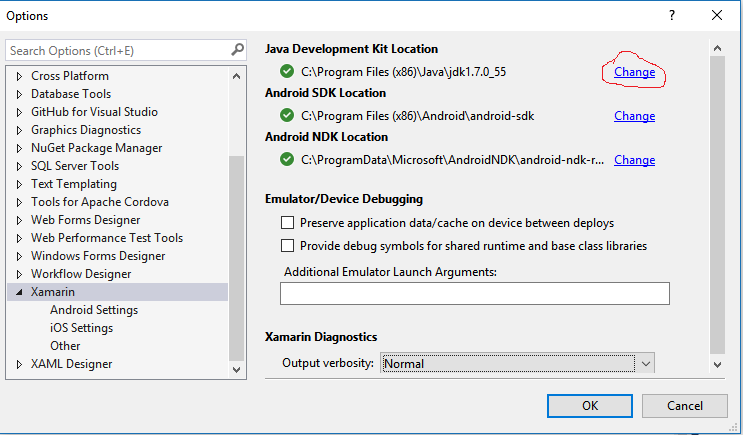 Options
Search Options (Ctrl+E)
Cross Platform
Database Tools
GitHub for Visual Studio
Graphics Diagnostics
NuGet Package Manager
SQL Server Tools
Text Templating
Tools for Apache Cordova
Web Forms Designer
Web Performance Test Tools
Windows Forms Designer
Workflow Designer
Xamarin
Android Settings
iOS Settings
Other
XAML Designer
Java Development Kit Location
C:\Program Files (x86)\Java\jdk1.7.0_55 Change
Android SDK Location
C:\Program Files (x86)\Android\android-sdk Change
Android NDK Location
C:\ProgramData\Microsoft\AndroidNDK\android-ndk-r... Change
Emulator/Device Debugging
Preserve application data/cache on device between deploys
Provide debug symbols for shared runtime and base class libraries
Additional Emulator Launch Arguments:
Xamarin Diagnostics
Output verbosity: Normal
OK Cancel